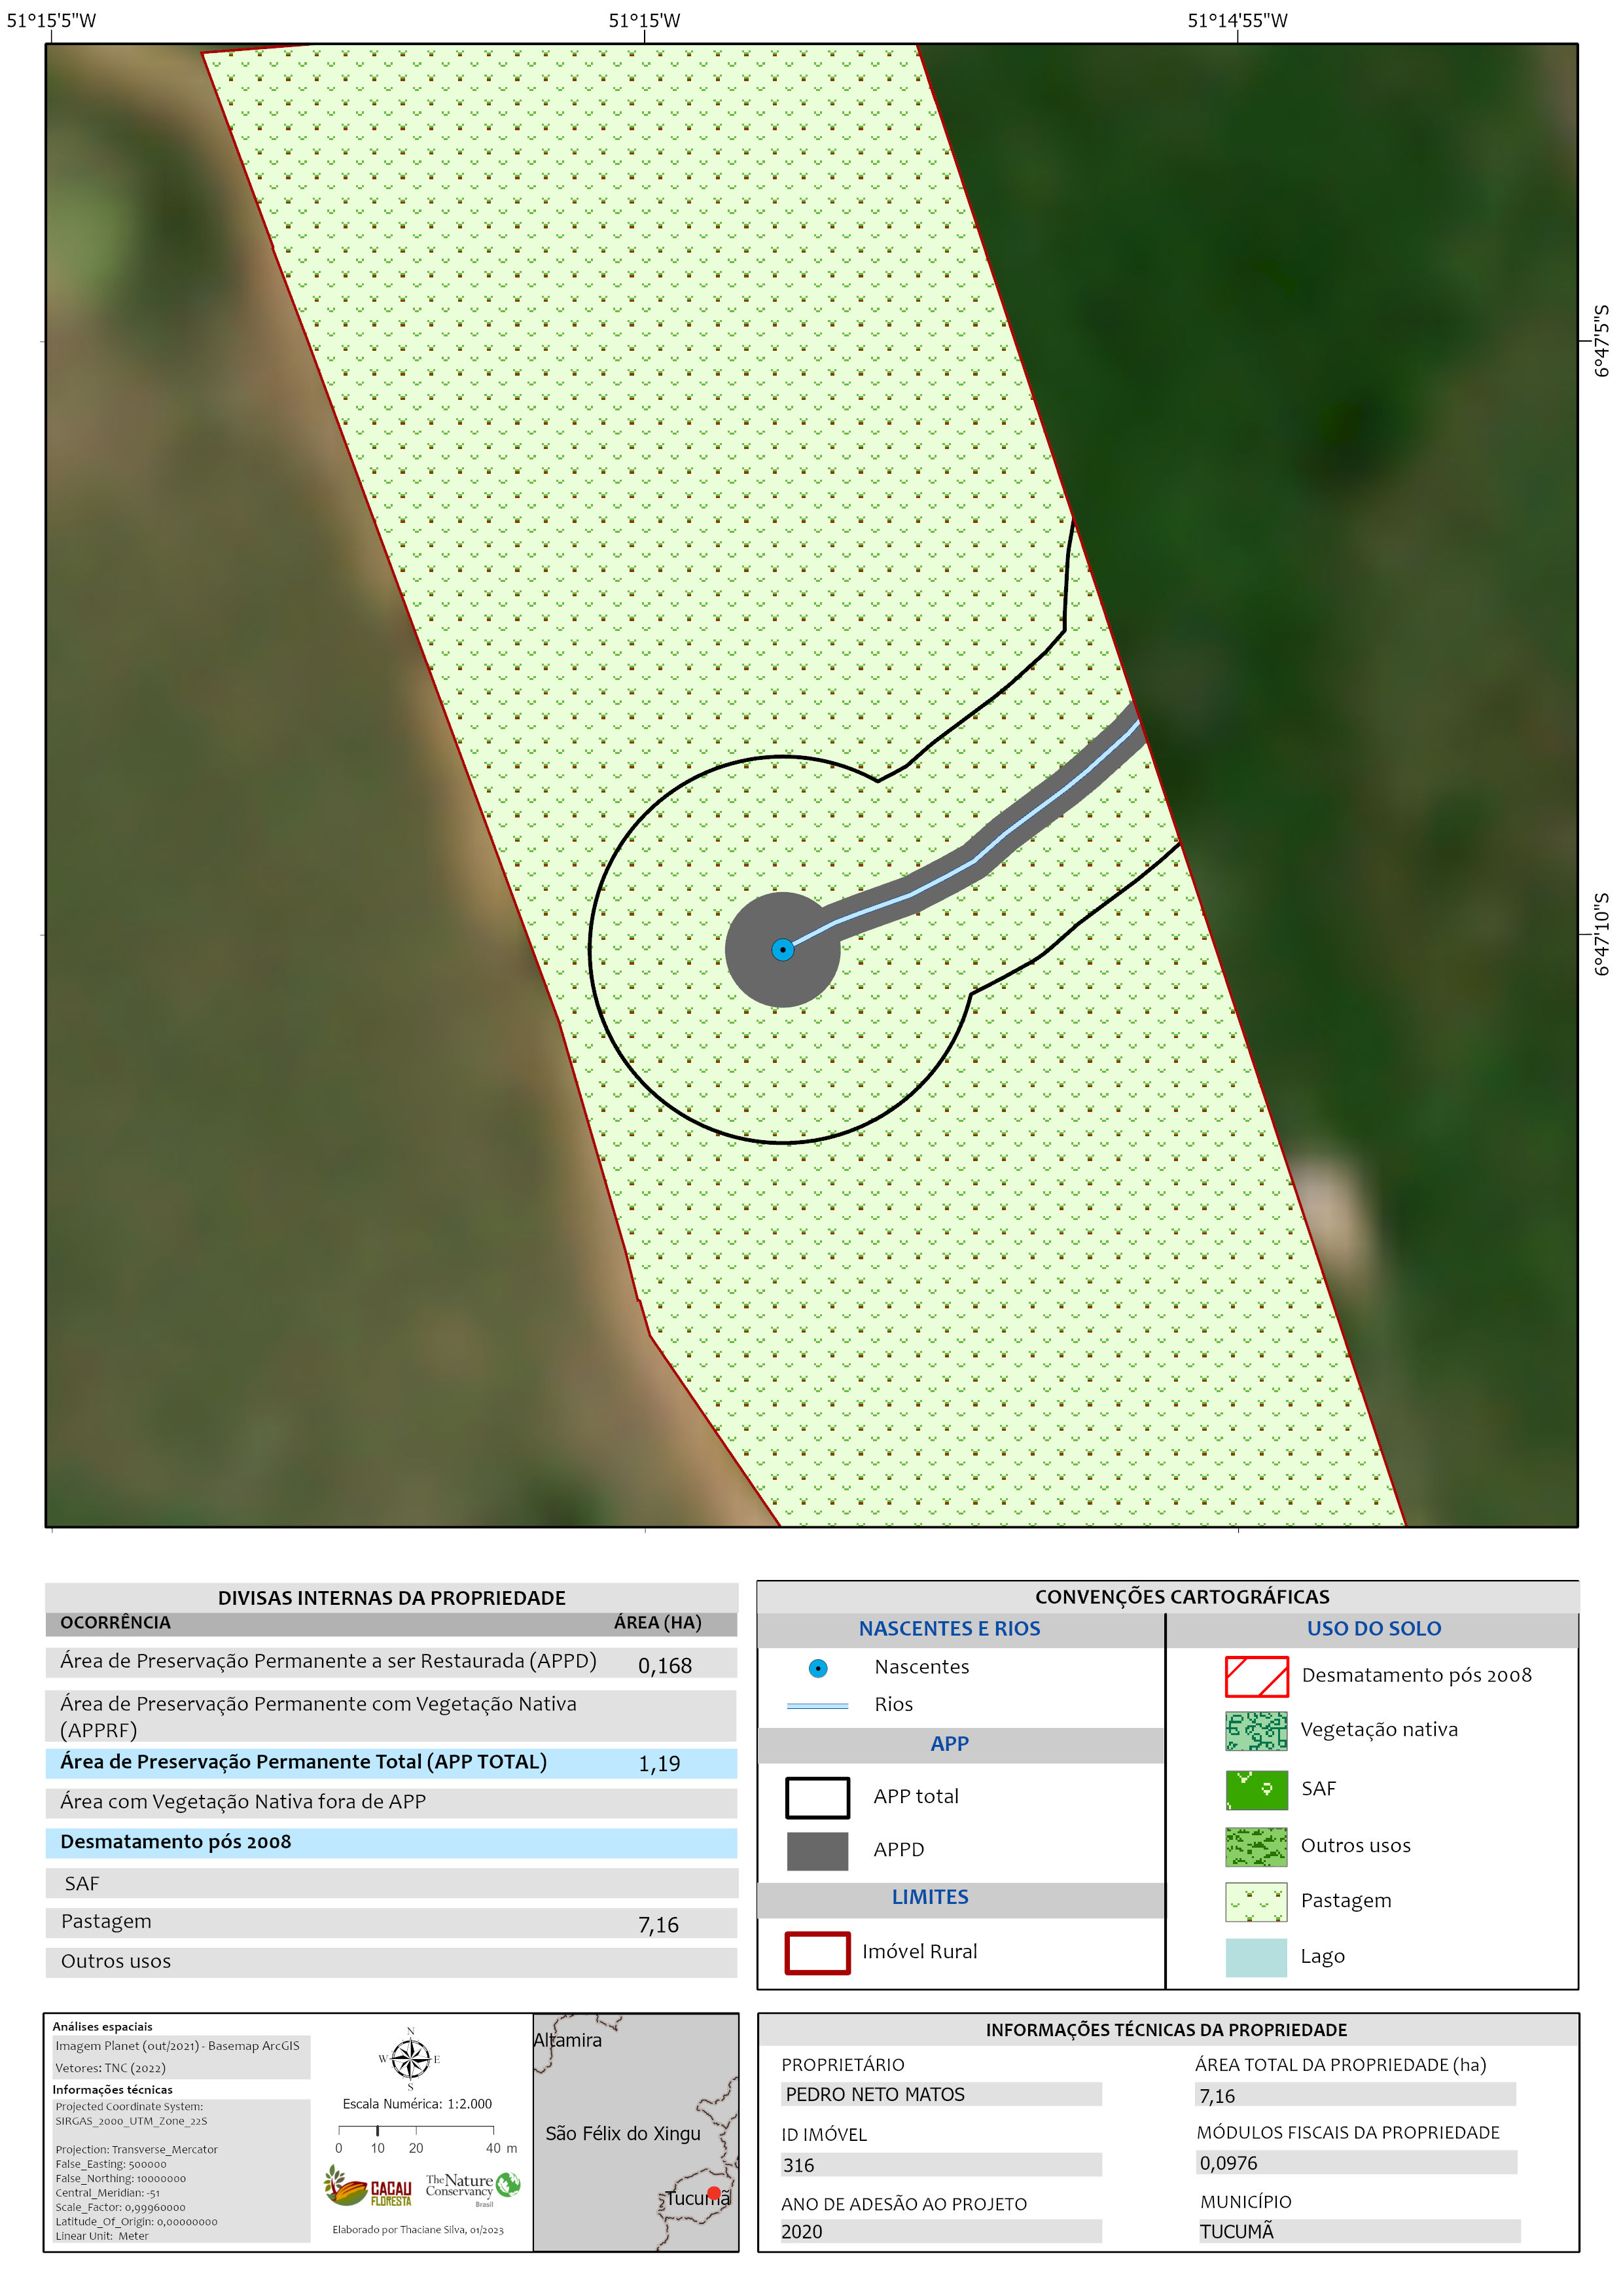 51°15'5"W
51°15'W
51°14'55"W
6°47'5"S
6°47'10"S
DIVISAS INTERNAS DA PROPRIEDADE
OCORRÊNCIA ÁREA (HA)
Área de Preservação Permanente a ser Restaurada (APPD) 0,168
Área de Preservação Permanente com Vegetação Nativa
(APPRF)
Área de Preservação Permanente Total (APP TOTAL) 1,19
Área com Vegetação Nativa fora de APP
Desmatamento pós 2008
SAF
Pastagem 7,16
Outros usos
CONVENÇÕES CARTOGRÁFICAS
NASCENTES E RIOS
Nascentes
Rios
APP
APP total
APPD
LIMITES
Imóvel Rural
USO DO SOLO
Desmatamento pós 2008
Vegetação nativa
SAF
Outros usos
Pastagem
Lago
Análises espaciais
Imagem Planet (out/2021) - Basemap ArcGIS
Vetores: TNC (2022)
Informações técnicas
Projected Coordinate System:
SIRGAS_2000_UTM_Zone_22S
Projection: Transverse_Mercator
False_Easting: 500000
False_Northing: 10000000
Central_Meridian: -51
Scale_Factor: 0,99960000
Latitude_Of_Origin: 0,00000000
Linear Unit: Meter
N
W E
S
Escala Numérica: 1:2.000
0 10 20 40 m
CACAU
FLORESTA
The Nature
Conservancy
Brasil
Elaborado por Thaciane Silva, 01/2023
Altamira
São Félix do Xingu
Tucumã
INFORMAÇÕES TÉCNICAS DA PROPRIEDADE
PROPRIETÁRIO
PEDRO NETO MATOS
ID IMÓVEL
316
ANO DE ADESÃO AO PROJETO
2020
ÁREA TOTAL DA PROPRIEDADE (ha)
7,16
MÓDULOS FISCAIS DA PROPRIEDADE
0,0976
MUNICÍPIO
TUCUMÃ